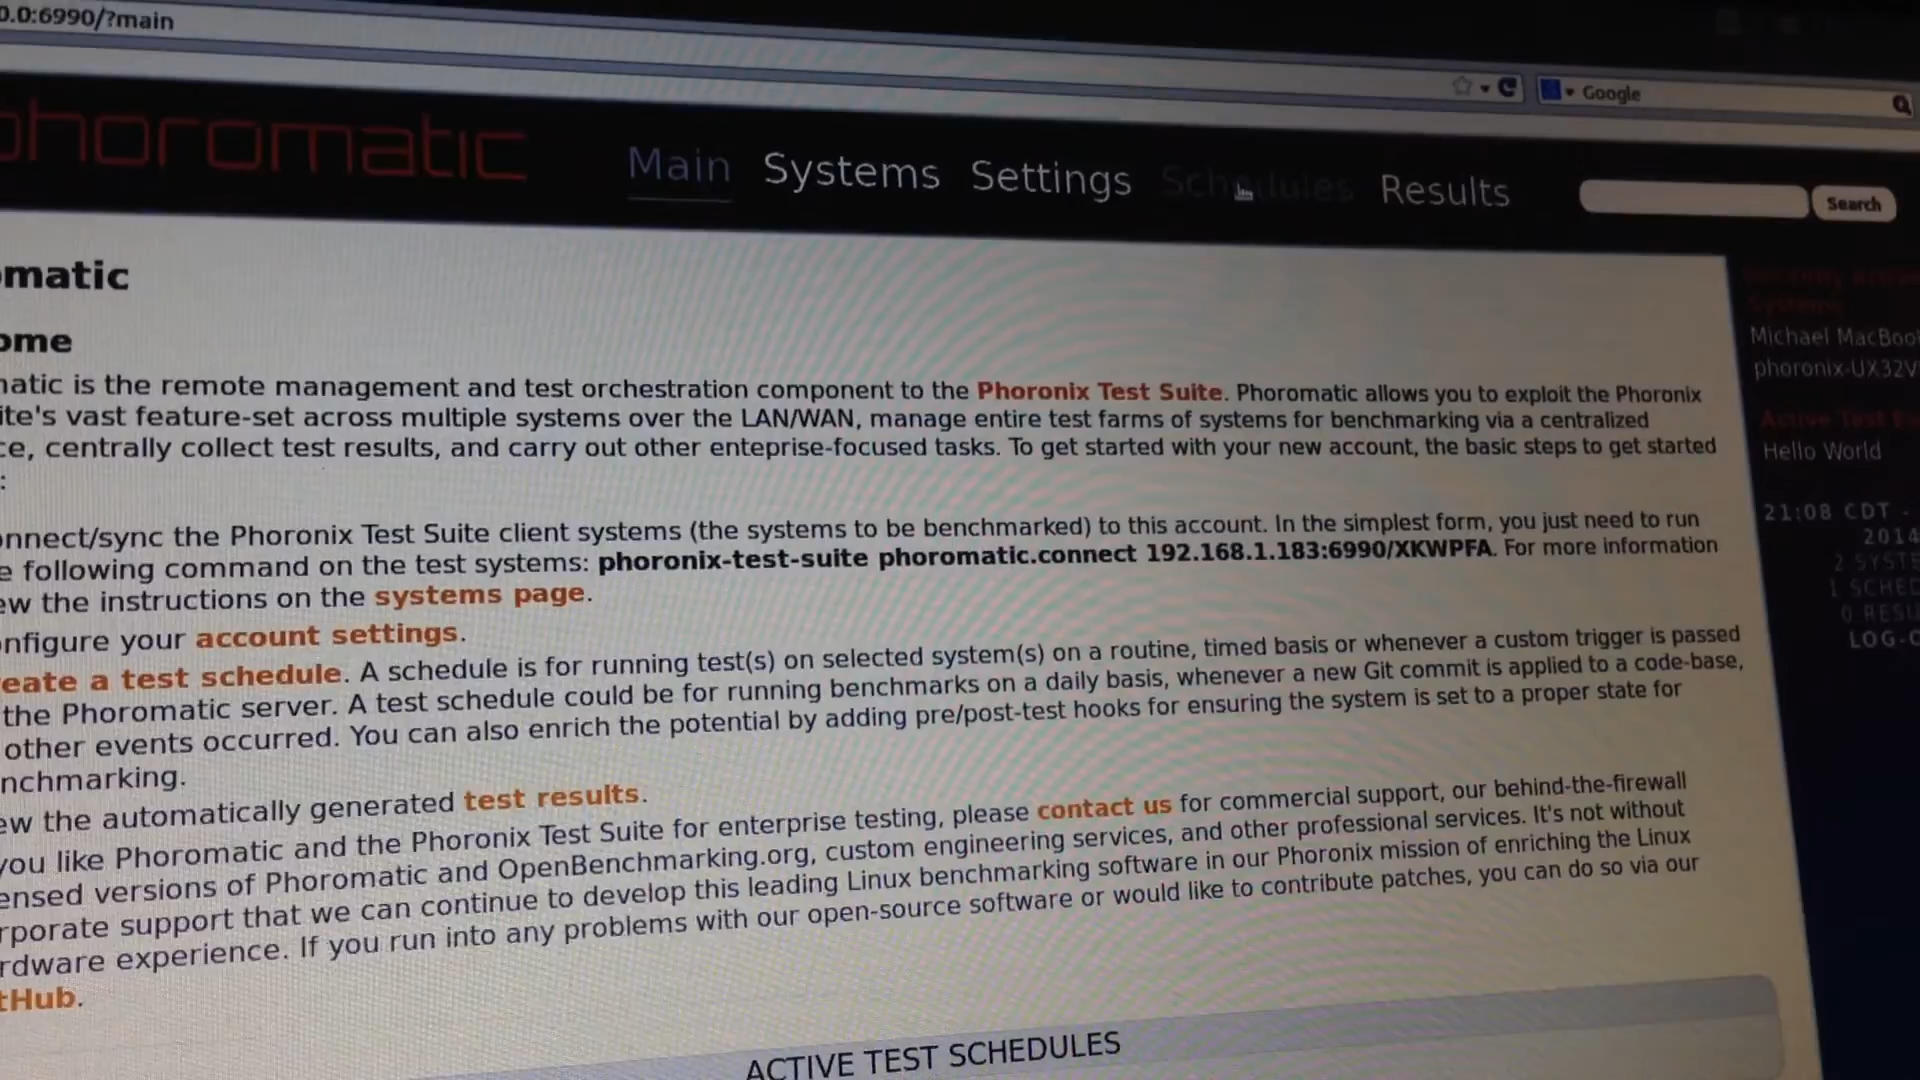 0.0:6990/?main
Google
phoromatic
Main Systems Settings Schedules Results
Search
omatic
ome
natic is the remote management and test orchestration component to the Phoronix Test Suite. Phoromatic allows you to exploit the Phoronix
ite's vast feature-set across multiple systems over the LAN/WAN, manage entire test farms of systems for benchmarking via a centralized
ce, centrally collect test results, and carry out other enteprise-focused tasks. To get started with your new account, the basic steps to get started
:
onnect/sync the Phoronix Test Suite client systems (the systems to be benchmarked) to this account. In the simplest form, you just need to run
e following command on the test systems: phoronix-test-suite phoromatic.connect 192.168.1.183:6990/XKWPFA. For more information
ew the instructions on the systems page.
onfigure your account settings.
eate a test schedule. A schedule is for running test(s) on selected system(s) on a routine, timed basis or whenever a custom trigger is passed
the Phoromatic server. A test schedule could be for running benchmarks on a daily basis, whenever a new Git commit is applied to a code-base,
other events occurred. You can also enrich the potential by adding pre/post-test hooks for ensuring the system is set to a proper state for
nchmarking.
ew the automatically generated test results.
you like Phoromatic and the Phoronix Test Suite for enterprise testing, please contact us for commercial support, our behind-the-firewall
ensed versions of Phoromatic and OpenBenchmarking.org, custom engineering services, and other professional services. It's not without
rporate support that we can continue to develop this leading Linux benchmarking software in our Phoronix mission of enriching the Linux
rdware experience. If you run into any problems with our open-source software or would like to contribute patches, you can do so via our
tHub.
ACTIVE TEST SCHEDULES
Systems
Michael MacBoo
phoronix-UX32V
Active Test
Hello World
21:08 CDT -
2014
2 SYSTE
1 SCHED
0 RESU
LOG-O